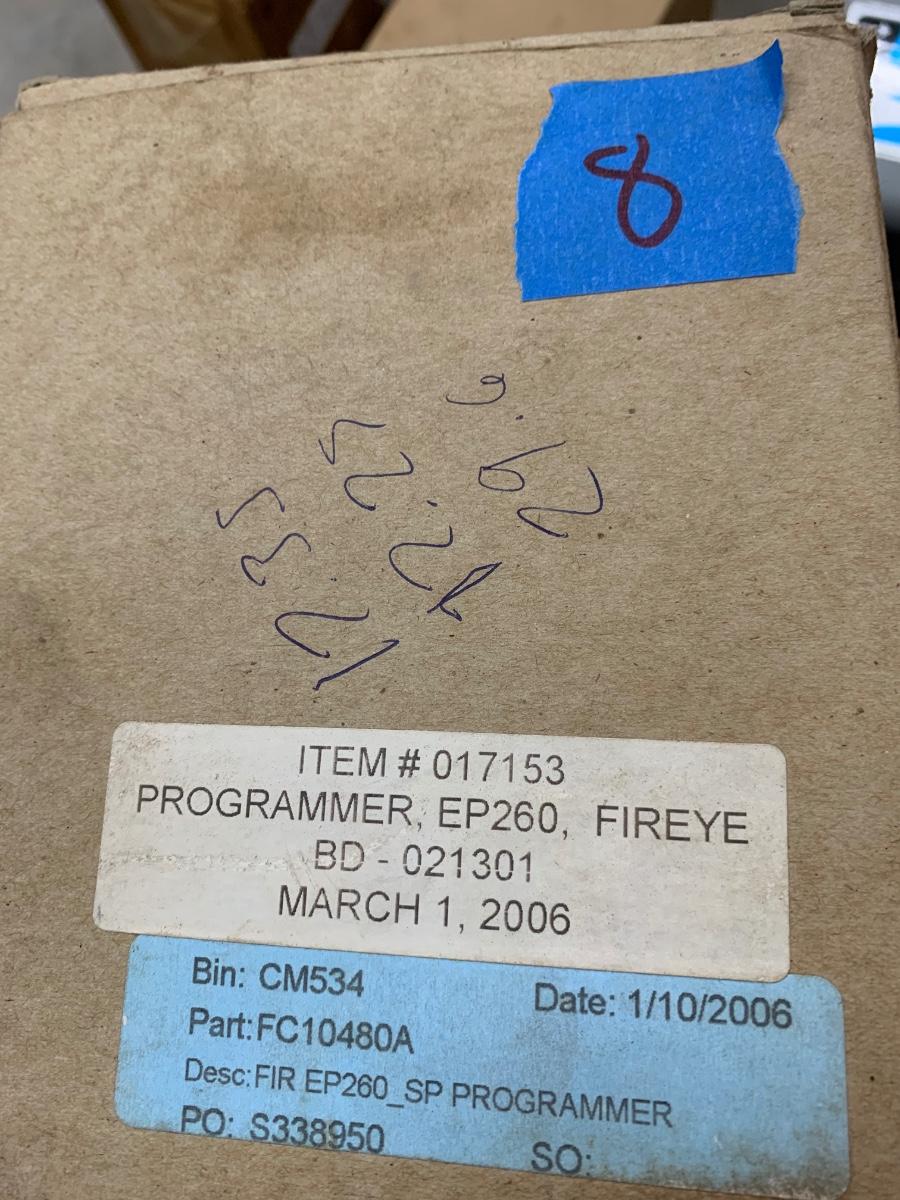 8
ITEM # 017153
PROGRAMMER, EP260, FIREYE
BD - 021301
MARCH 1, 2006
Bin: CM534 Date: 1/10/2006
Part:FC10480A
Desc:FIR EP260_SP PROGRAMMER
PO: S338950 SO: